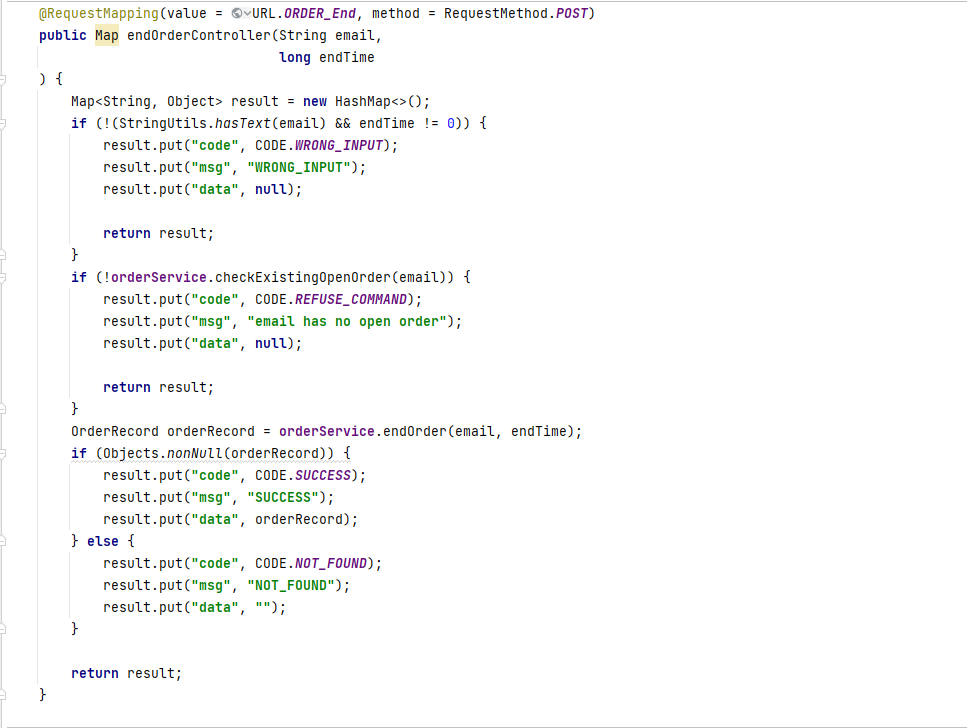 @RequestMapping(value = URL.ORDER_End, method = RequestMethod.POST)
public Map endOrderController(String email,
                              long endTime
) {
    Map<String, Object> result = new HashMap<>();
    if (!(StringUtils.hasText(email) && endTime != 0)) {
        result.put("code", CODE.WRONG_INPUT);
        result.put("msg", "WRONG_INPUT");
        result.put("data", null);

        return result;
    }
    if (!orderService.checkExistingOpenOrder(email)) {
        result.put("code", CODE.REFUSE_COMMAND);
        result.put("msg", "email has no open order");
        result.put("data", null);

        return result;
    }
    OrderRecord orderRecord = orderService.endOrder(email, endTime);
    if (Objects.nonNull(orderRecord)) {
        result.put("code", CODE.SUCCESS);
        result.put("msg", "SUCCESS");
        result.put("data", orderRecord);
    } else {
        result.put("code", CODE.NOT_FOUND);
        result.put("msg", "NOT_FOUND");
        result.put("data", "");
    }

    return result;
}